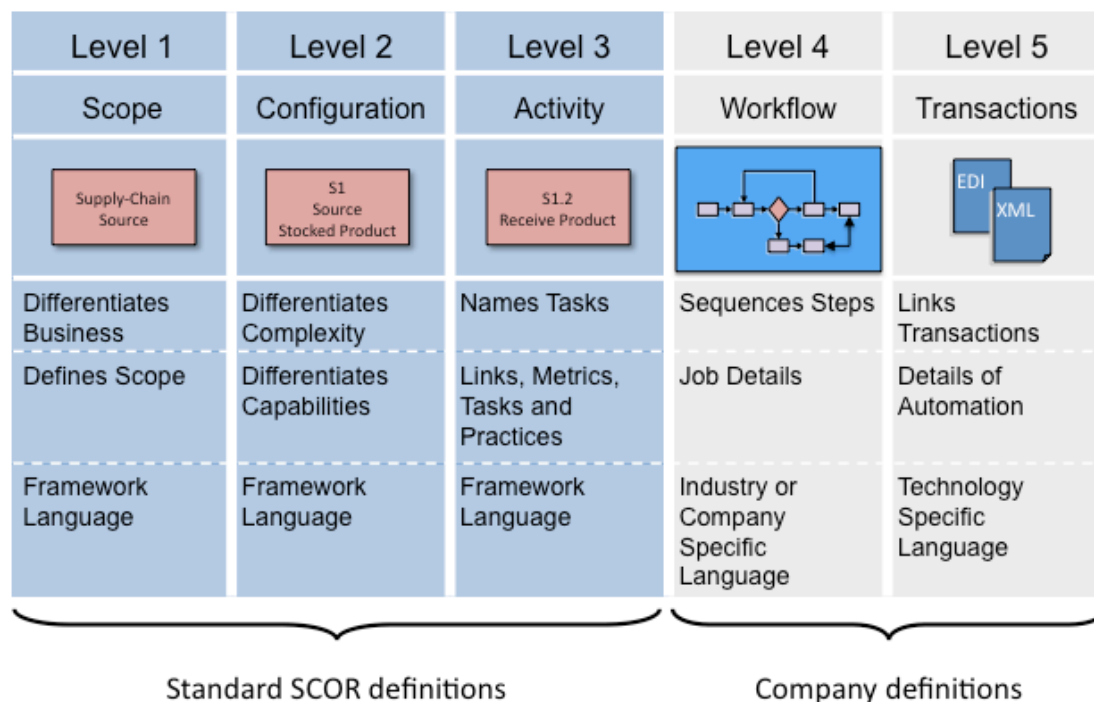 Level 1
Level 2
Level 3
Level 4
Level 5
Scope
Configuration
Activity
Workflow
Transactions
Supply-Chain
Source
S1
Source
Stocked Product
S1.2
Receive Product
EDI
XML
Differentiates
Business
Differentiates
Complexity
Names Tasks
Sequences Steps
Links
Transactions
Defines Scope
Differentiates
Capabilities
Links, Metrics,
Tasks and
Practices
Job Details
Details of
Automation
Framework
Language
Framework
Language
Framework
Language
Industry or
Company
Specific
Language
Technology
Specific
Language
Standard SCOR definitions
Company definitions